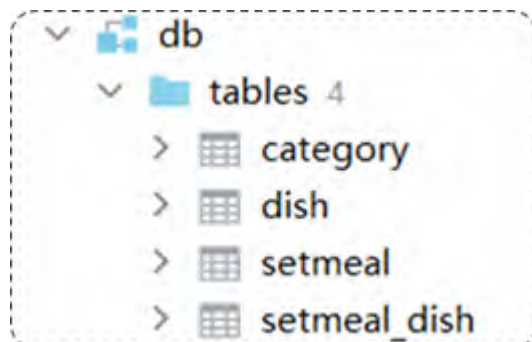 db
tables 4
category
dish
setmeal
setmeal_dish